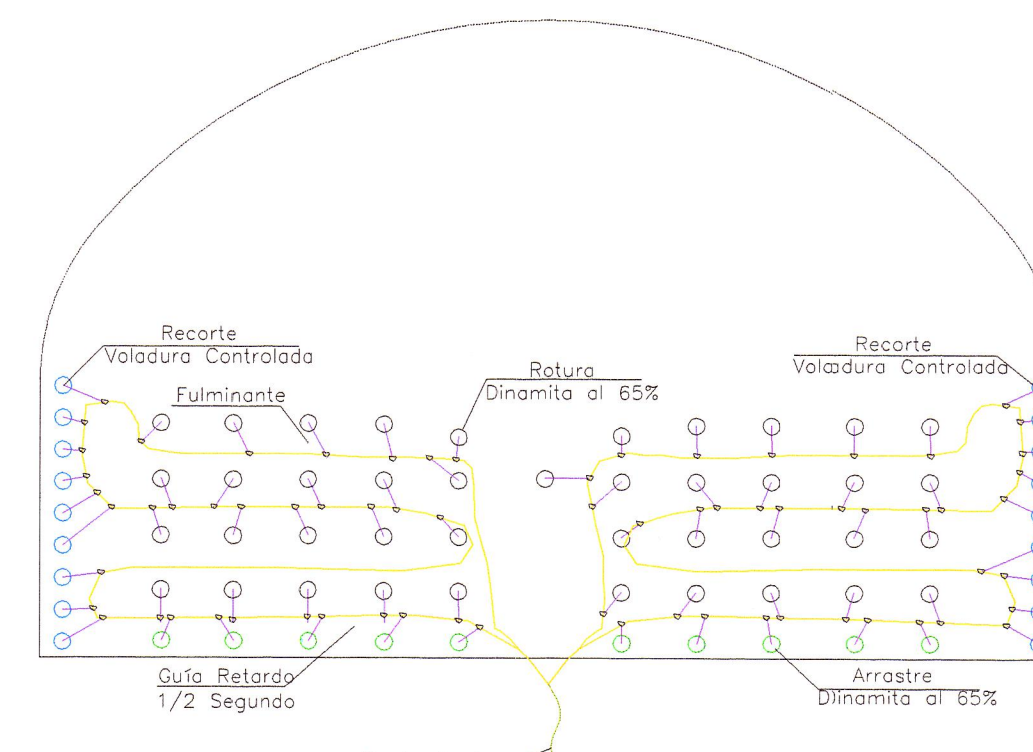 Recorte
Voladura Controlada
Fulminante
Rotura
Dinamita al 65%
Recorte
Voladura Controlada
Guía Retardo
1/2 Segundo
Arrastre
Dinamita al 65%